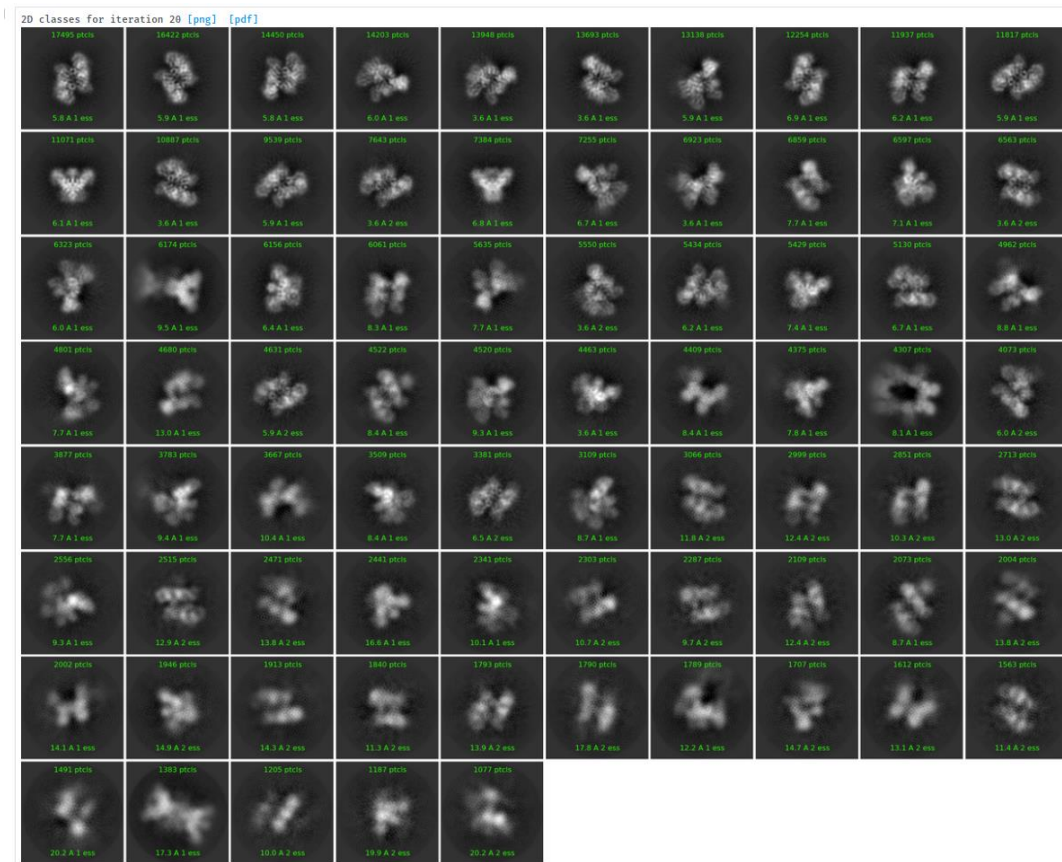 2D classes for iteration 20 [png] [pdf]
17495 ptcls 16422 ptcls 14450 ptcls 14203 ptcls 13948 ptcls 13693 ptcls 13138 ptcls 12254 ptcls 11937 ptcls 11817 ptcls
5.8 A 1 ess 5.9 A 1 ess 5.8 A 1 ess 6.0 A 1 ess 3.6 A 1 ess 3.6 A 1 ess 5.9 A 1 ess 6.9 A 1 ess 6.2 A 1 ess 5.9 A 1 ess
11071 ptcls 10887 ptcls 9539 ptcls 7643 ptcls 7384 ptcls 7255 ptcls 6923 ptcls 6859 ptcls 6597 ptcls 6563 ptcls
6.1 A 1 ess 3.6 A 1 ess 5.9 A 1 ess 3.6 A 2 ess 6.8 A 1 ess 6.7 A 1 ess 3.6 A 1 ess 7.7 A 1 ess 7.1 A 1 ess 3.6 A 2 ess
6323 ptcls 6174 ptcls 6156 ptcls 6061 ptcls 5635 ptcls 5550 ptcls 5434 ptcls 5429 ptcls 5130 ptcls 4962 ptcls
6.0 A 1 ess 9.5 A 1 ess 6.4 A 1 ess 8.3 A 1 ess 7.7 A 1 ess 3.6 A 2 ess 6.2 A 1 ess 7.4 A 1 ess 6.7 A 1 ess 8.8 A 1 ess
4801 ptcls 4680 ptcls 4631 ptcls 4522 ptcls 4520 ptcls 4463 ptcls 4409 ptcls 4375 ptcls 4307 ptcls 4073 ptcls
7.7 A 1 ess 13.0 A 1 ess 5.9 A 2 ess 8.4 A 1 ess 9.3 A 1 ess 3.6 A 1 ess 8.4 A 1 ess 7.8 A 1 ess 8.1 A 1 ess 6.0 A 2 ess
3877 ptcls 3783 ptcls 3667 ptcls 3509 ptcls 3381 ptcls 3109 ptcls 3066 ptcls 2999 ptcls 2851 ptcls 2713 ptcls
7.7 A 1 ess 9.4 A 1 ess 10.4 A 1 ess 8.4 A 1 ess 6.5 A 2 ess 8.7 A 1 ess 11.8 A 2 ess 12.4 A 2 ess 10.3 A 2 ess 13.0 A 2 ess
2556 ptcls 2515 ptcls 2471 ptcls 2441 ptcls 2341 ptcls 2303 ptcls 2287 ptcls 2109 ptcls 2073 ptcls 2004 ptcls
9.3 A 1 ess 12.9 A 2 ess 13.8 A 2 ess 16.6 A 1 ess 10.1 A 1 ess 10.7 A 2 ess 9.7 A 2 ess 12.4 A 2 ess 8.7 A 1 ess 13.8 A 2 ess
2002 ptcls 1946 ptcls 1913 ptcls 1840 ptcls 1793 ptcls 1790 ptcls 1789 ptcls 1707 ptcls 1612 ptcls 1563 ptcls
14.1 A 1 ess 14.9 A 2 ess 14.3 A 2 ess 11.3 A 2 ess 13.9 A 2 ess 17.8 A 2 ess 12.2 A 1 ess 14.7 A 2 ess 13.1 A 2 ess 11.4 A 2 ess
1491 ptcls 1383 ptcls 1205 ptcls 1187 ptcls 1077 ptcls
20.2 A 1 ess 17.3 A 1 ess 10.0 A 2 ess 19.9 A 2 ess 20.2 A 2 ess